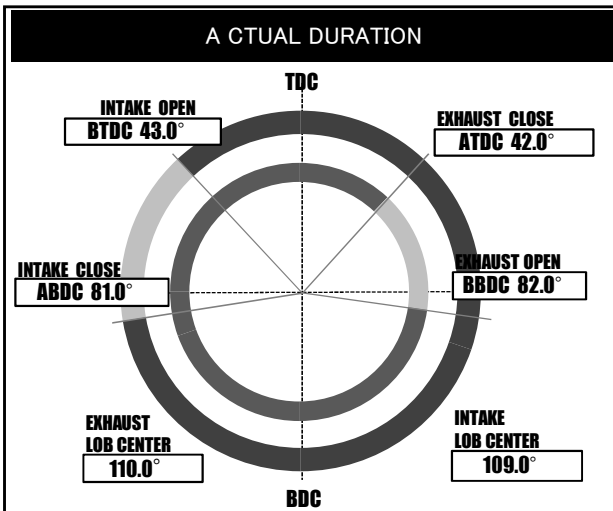 A CTUAL DURATION
TDC
INTAKE OPEN
BTDC 43.0°
EXHAUST CLOSE
ATDC 42.0°
INTAKE CLOSE
ABDC 81.0°
EXHAUST OPEN
BBDC 82.0°
EXHAUST
LOB CENTER
110.0°
INTAKE
LOB CENTER
109.0°
BDC